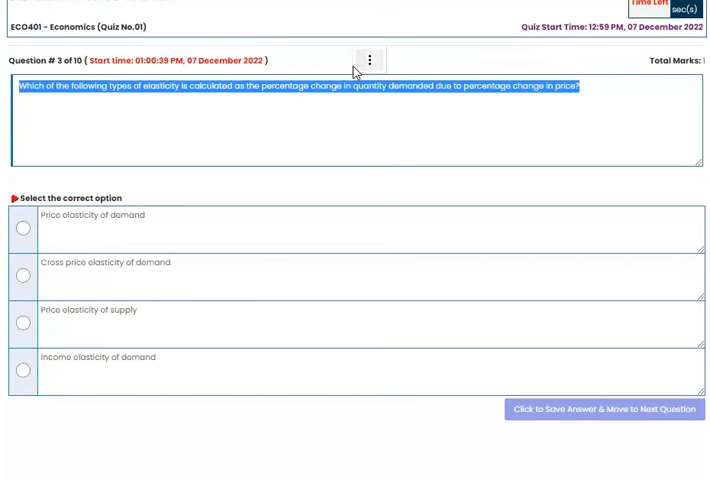 Time Left
sec(s)
ECO401 - Economics (Quiz No.01)
Quiz Start Time: 12:59 PM, 07 December 2022
Question # 3 of 10 ( Start time: 01:00:39 PM, 07 December 2022 )
Total Marks: 1
Which of the following types of elasticity is calculated as the percentage change in quantity demanded due to percentage change in price?
Select the correct option
Price elasticity of demand
Cross price elasticity of demand
Price elasticity of supply
Income elasticity of demand
Click to Save Answer & Move to Next Question